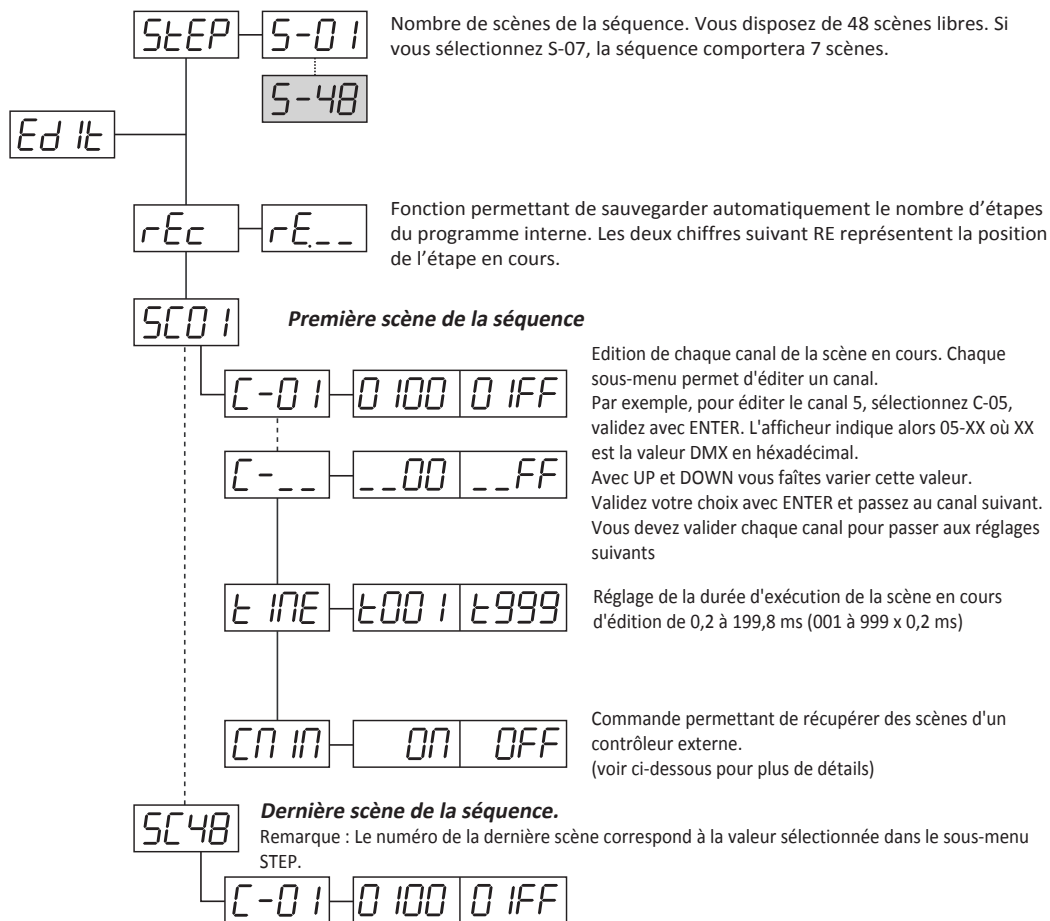 StEP S-01 Nombre de scènes de la séquence. Vous disposez de 48 scènes libres. Si
vous sélectionnez S-07, la séquence comportera 7 scènes.
S-48
Ed It
rEc rE.__ Fonction permettant de sauvegarder automatiquement le nombre d’étapes
du programme interne. Les deux chiffres suivant RE représentent la position
de l’étape en cours.
SC01 Première scène de la séquence
Edition de chaque canal de la scène en cours. Chaque
C-01 0100 01FF sous-menu permet d'éditer un canal.
Par exemple, pour éditer le canal 5, sélectionnez C-05,
validez avec ENTER. L'afficheur indique alors 05-XX où XX
est la valeur DMX en héxadécimal.
C-__ __00 __FF Avec UP et DOWN vous faîtes varier cette valeur.
Validez votre choix avec ENTER et passez au canal suivant.
Vous devez valider chaque canal pour passer aux réglages
suivants
tIME t001 t999 Réglage de la durée d'exécution de la scène en cours
d'édition de 0,2 à 199,8 ms (001 à 999 x 0,2 ms)
CNIN ON OFF Commande permettant de récupérer des scènes d'un
contrôleur externe.
(voir ci-dessous pour plus de détails)
SC48 Dernière scène de la séquence.
Remarque : Le numéro de la dernière scène correspond à la valeur sélectionnée dans le sous-menu
STEP.
C-01 0100 01FF